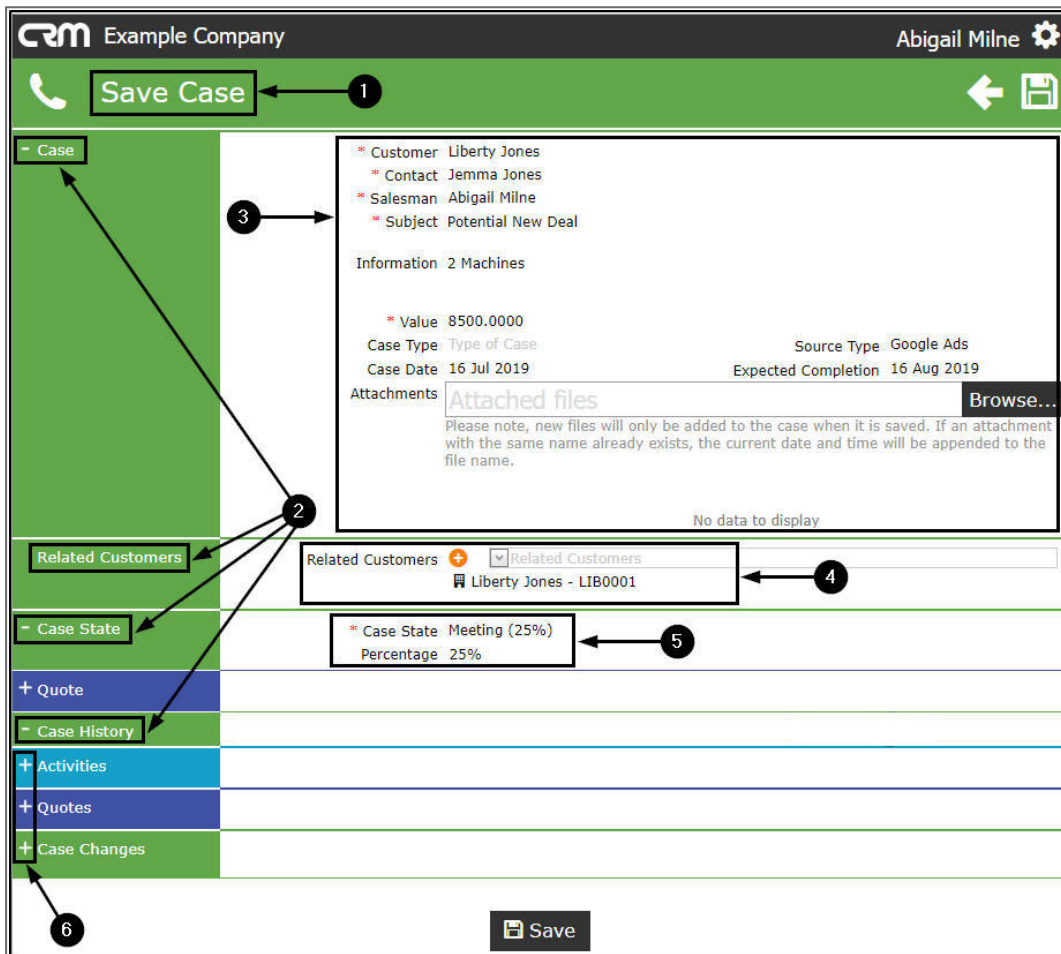 CRM Example Company
Abigail Milne
Save Case
1
- Case
* Customer Liberty Jones
* Contact Jemma Jones
* Salesman Abigail Milne
3
* Subject Potential New Deal
Information 2 Machines
* Value 8500.0000
Case Type Type of Case
Source Type Google Ads
Case Date 16 Jul 2019
Expected Completion 16 Aug 2019
Attachments Attached files Browse...
Please note, new files will only be added to the case when it is saved. If an attachment
with the same name already exists, the current date and time will be appended to the
file name.
2
No data to display
Related Customers
Related Customers Related Customers
4
Liberty Jones - LIB0001
- Case State
* Case State Meeting (25%)
5
Percentage 25%
+ Quote
- Case History
+ Activities
+ Quotes
+ Case Changes
6
Save